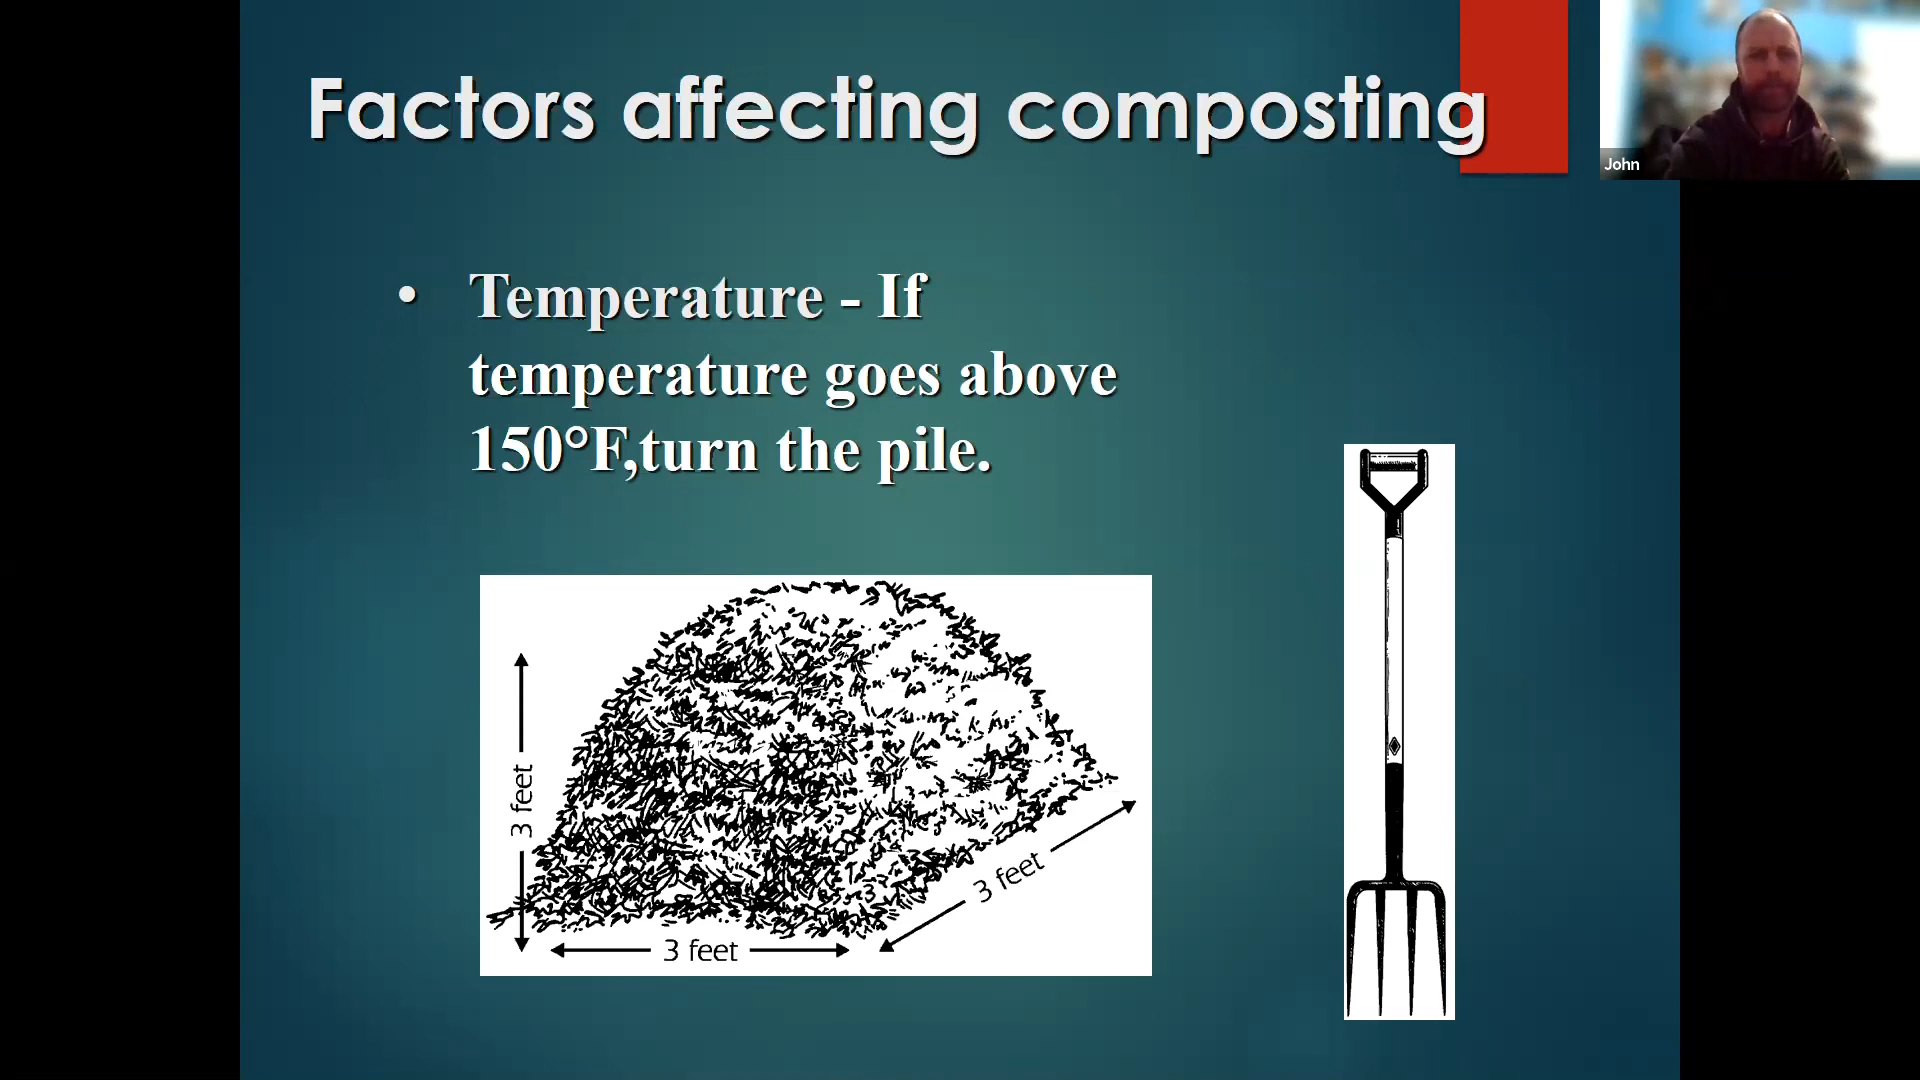 Factors affecting composting
John
• Temperature - If
temperature goes above
150°F,turn the pile.
3 feet
3 feet
3 feet